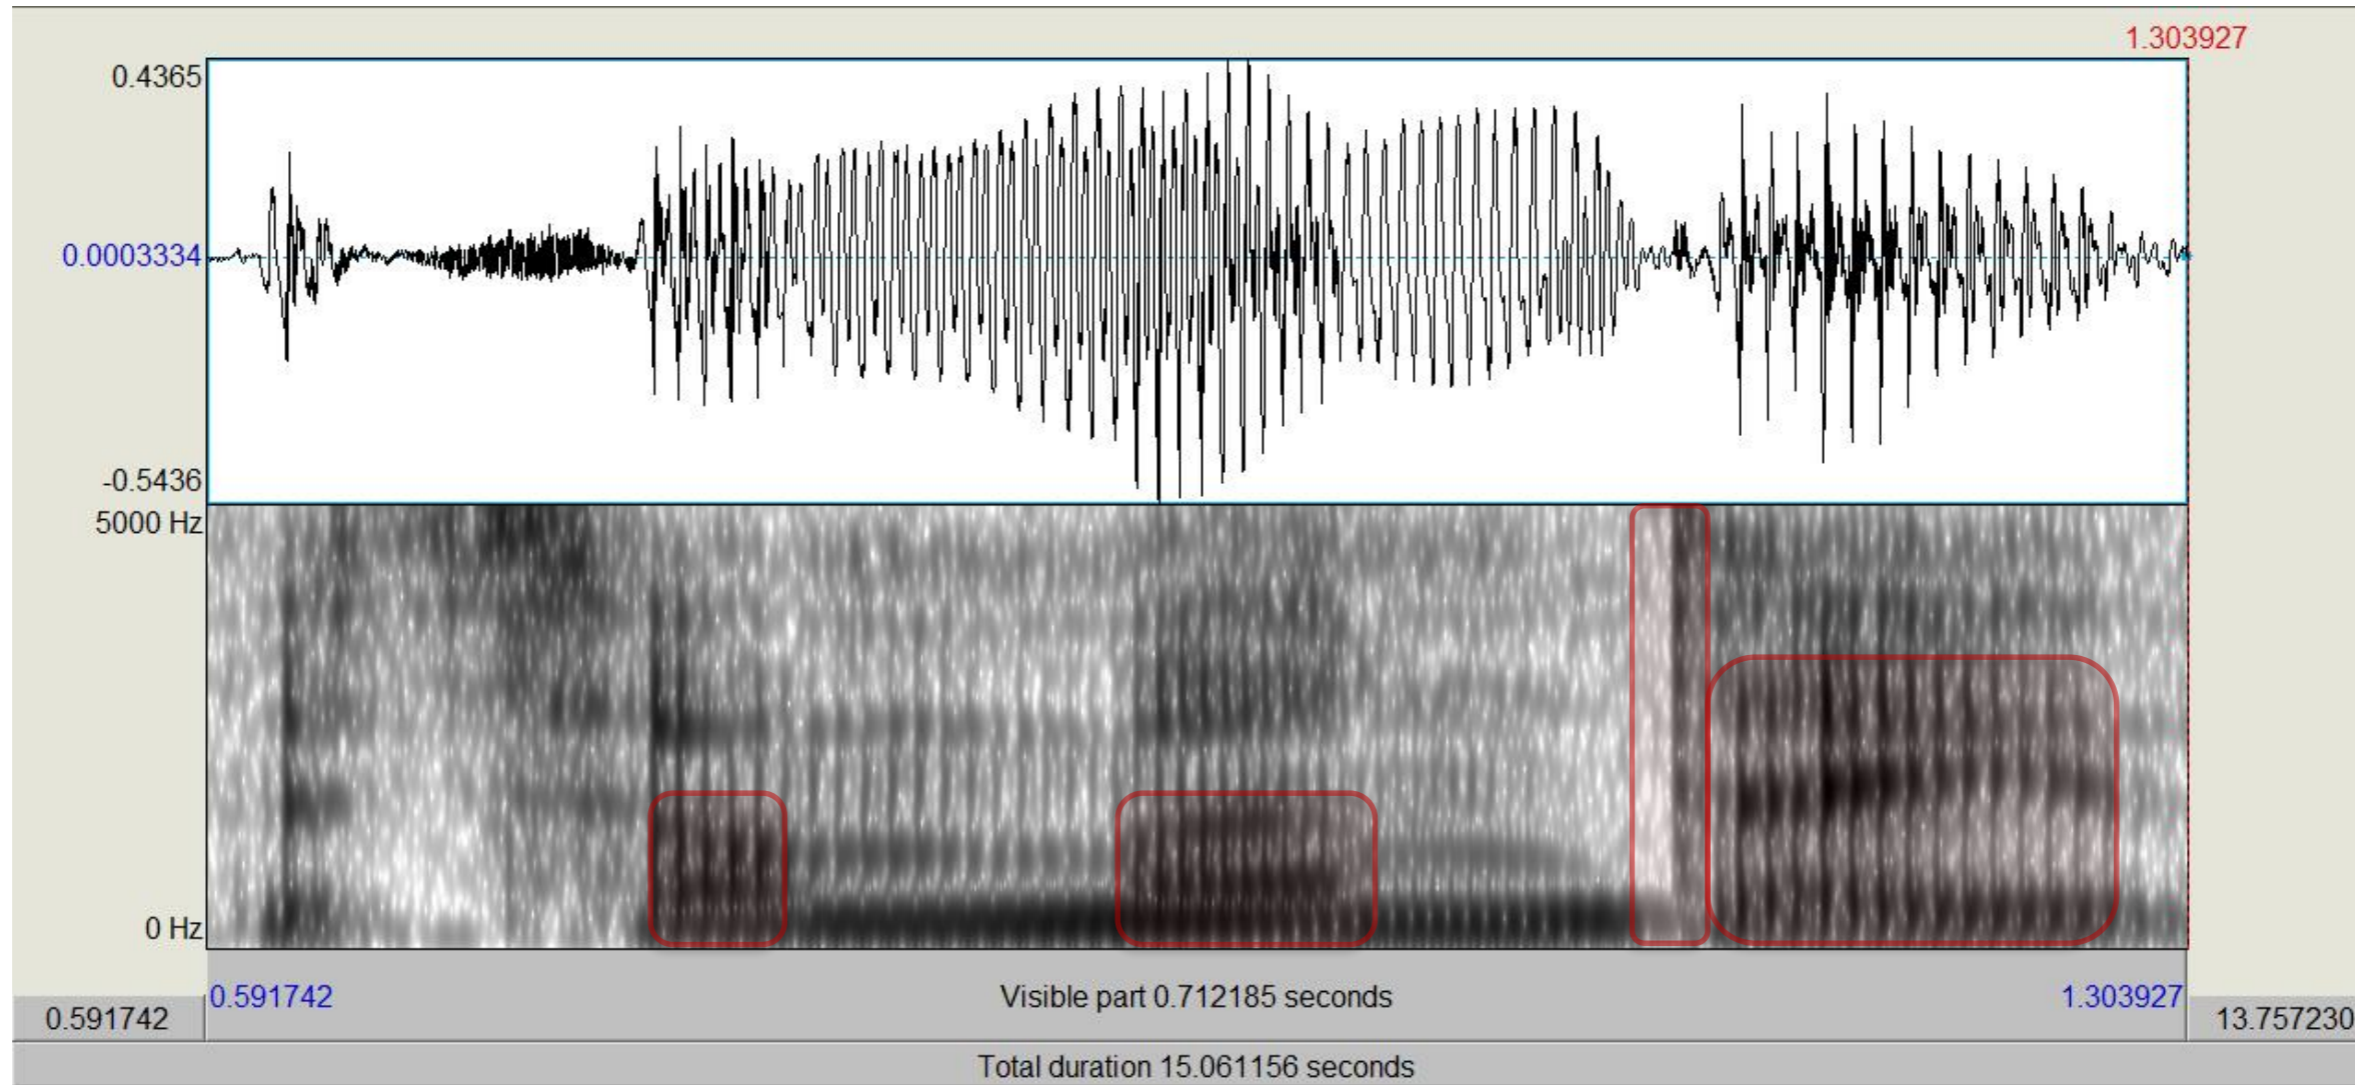 1.303927
0.4365
0.0003334
-0.5436
5000 Hz
0 Hz
0.591742 Visible part 0.712185 seconds 1.303927
0.591742 13.757230
Total duration 15.061156 seconds